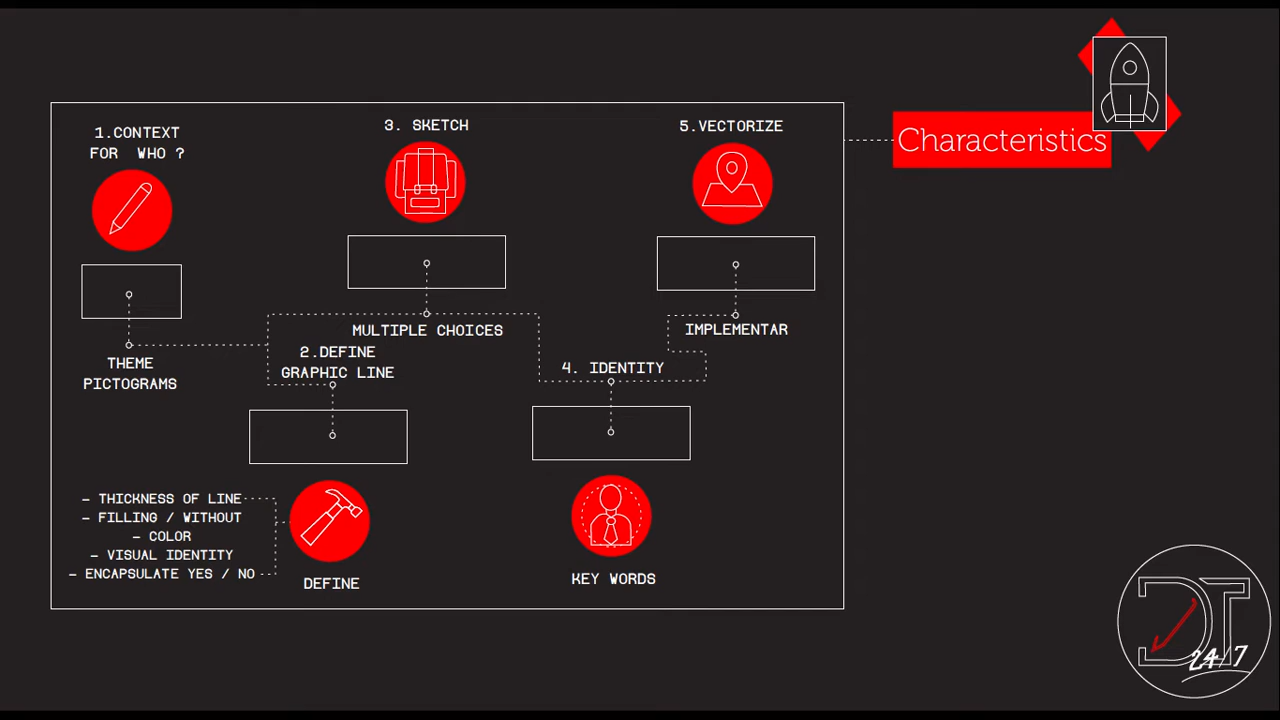 1.CONTEXT
FOR WHO ?
THEME
PICTOGRAMS
2.DEFINE
GRAPHIC LINE
- THICKNESS OF LINE
- FILLING / WITHOUT
- COLOR
- VISUAL IDENTITY
- ENCAPSULATE YES / NO
DEFINE
3. SKETCH
MULTIPLE CHOICES
4. IDENTITY
KEY WORDS
5.VECTORIZE
IMPLEMENTAR
Characteristics
DT
24/7